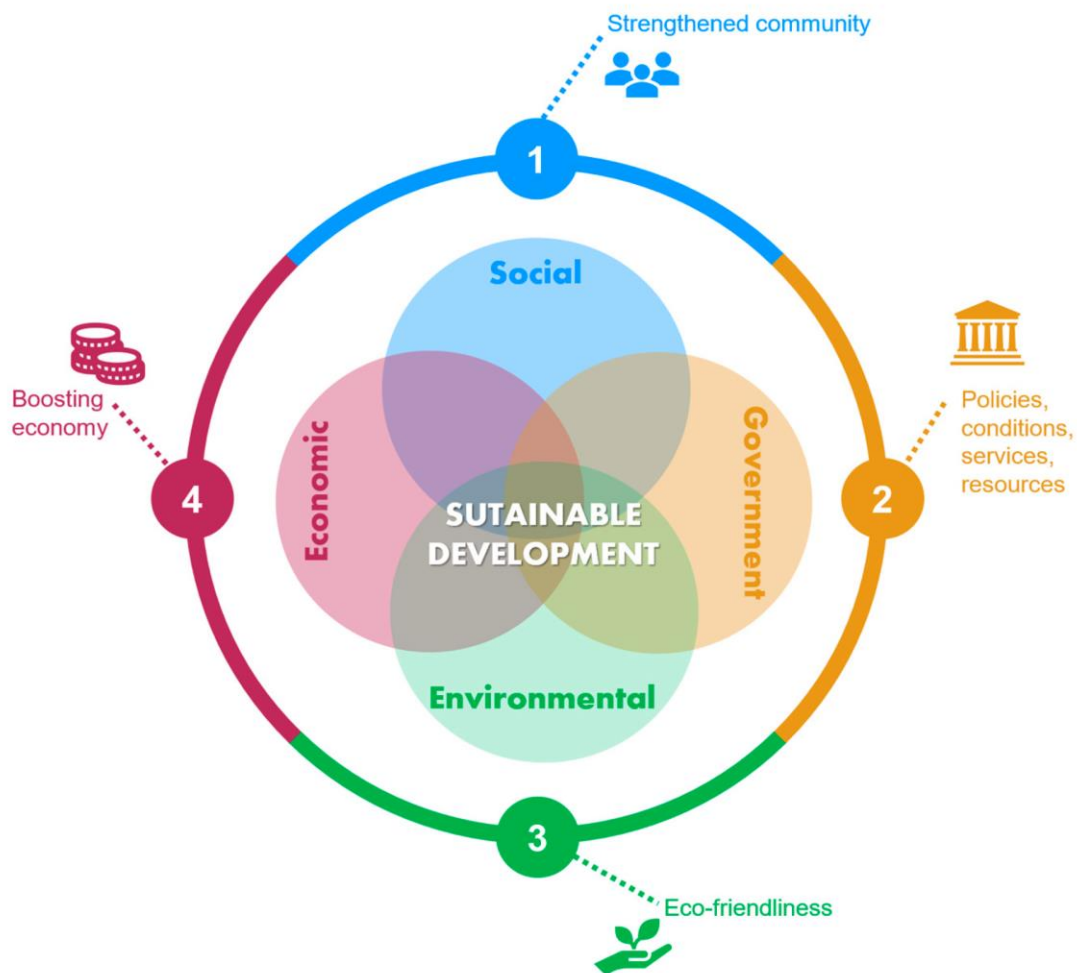 Strengthened community
1
Social
Boosting
economy
4
Economic
SUTAINABLE
DEVELOPMENT
Government
2
Policies,
conditions,
services,
resources
Environmental
3
Eco-friendliness